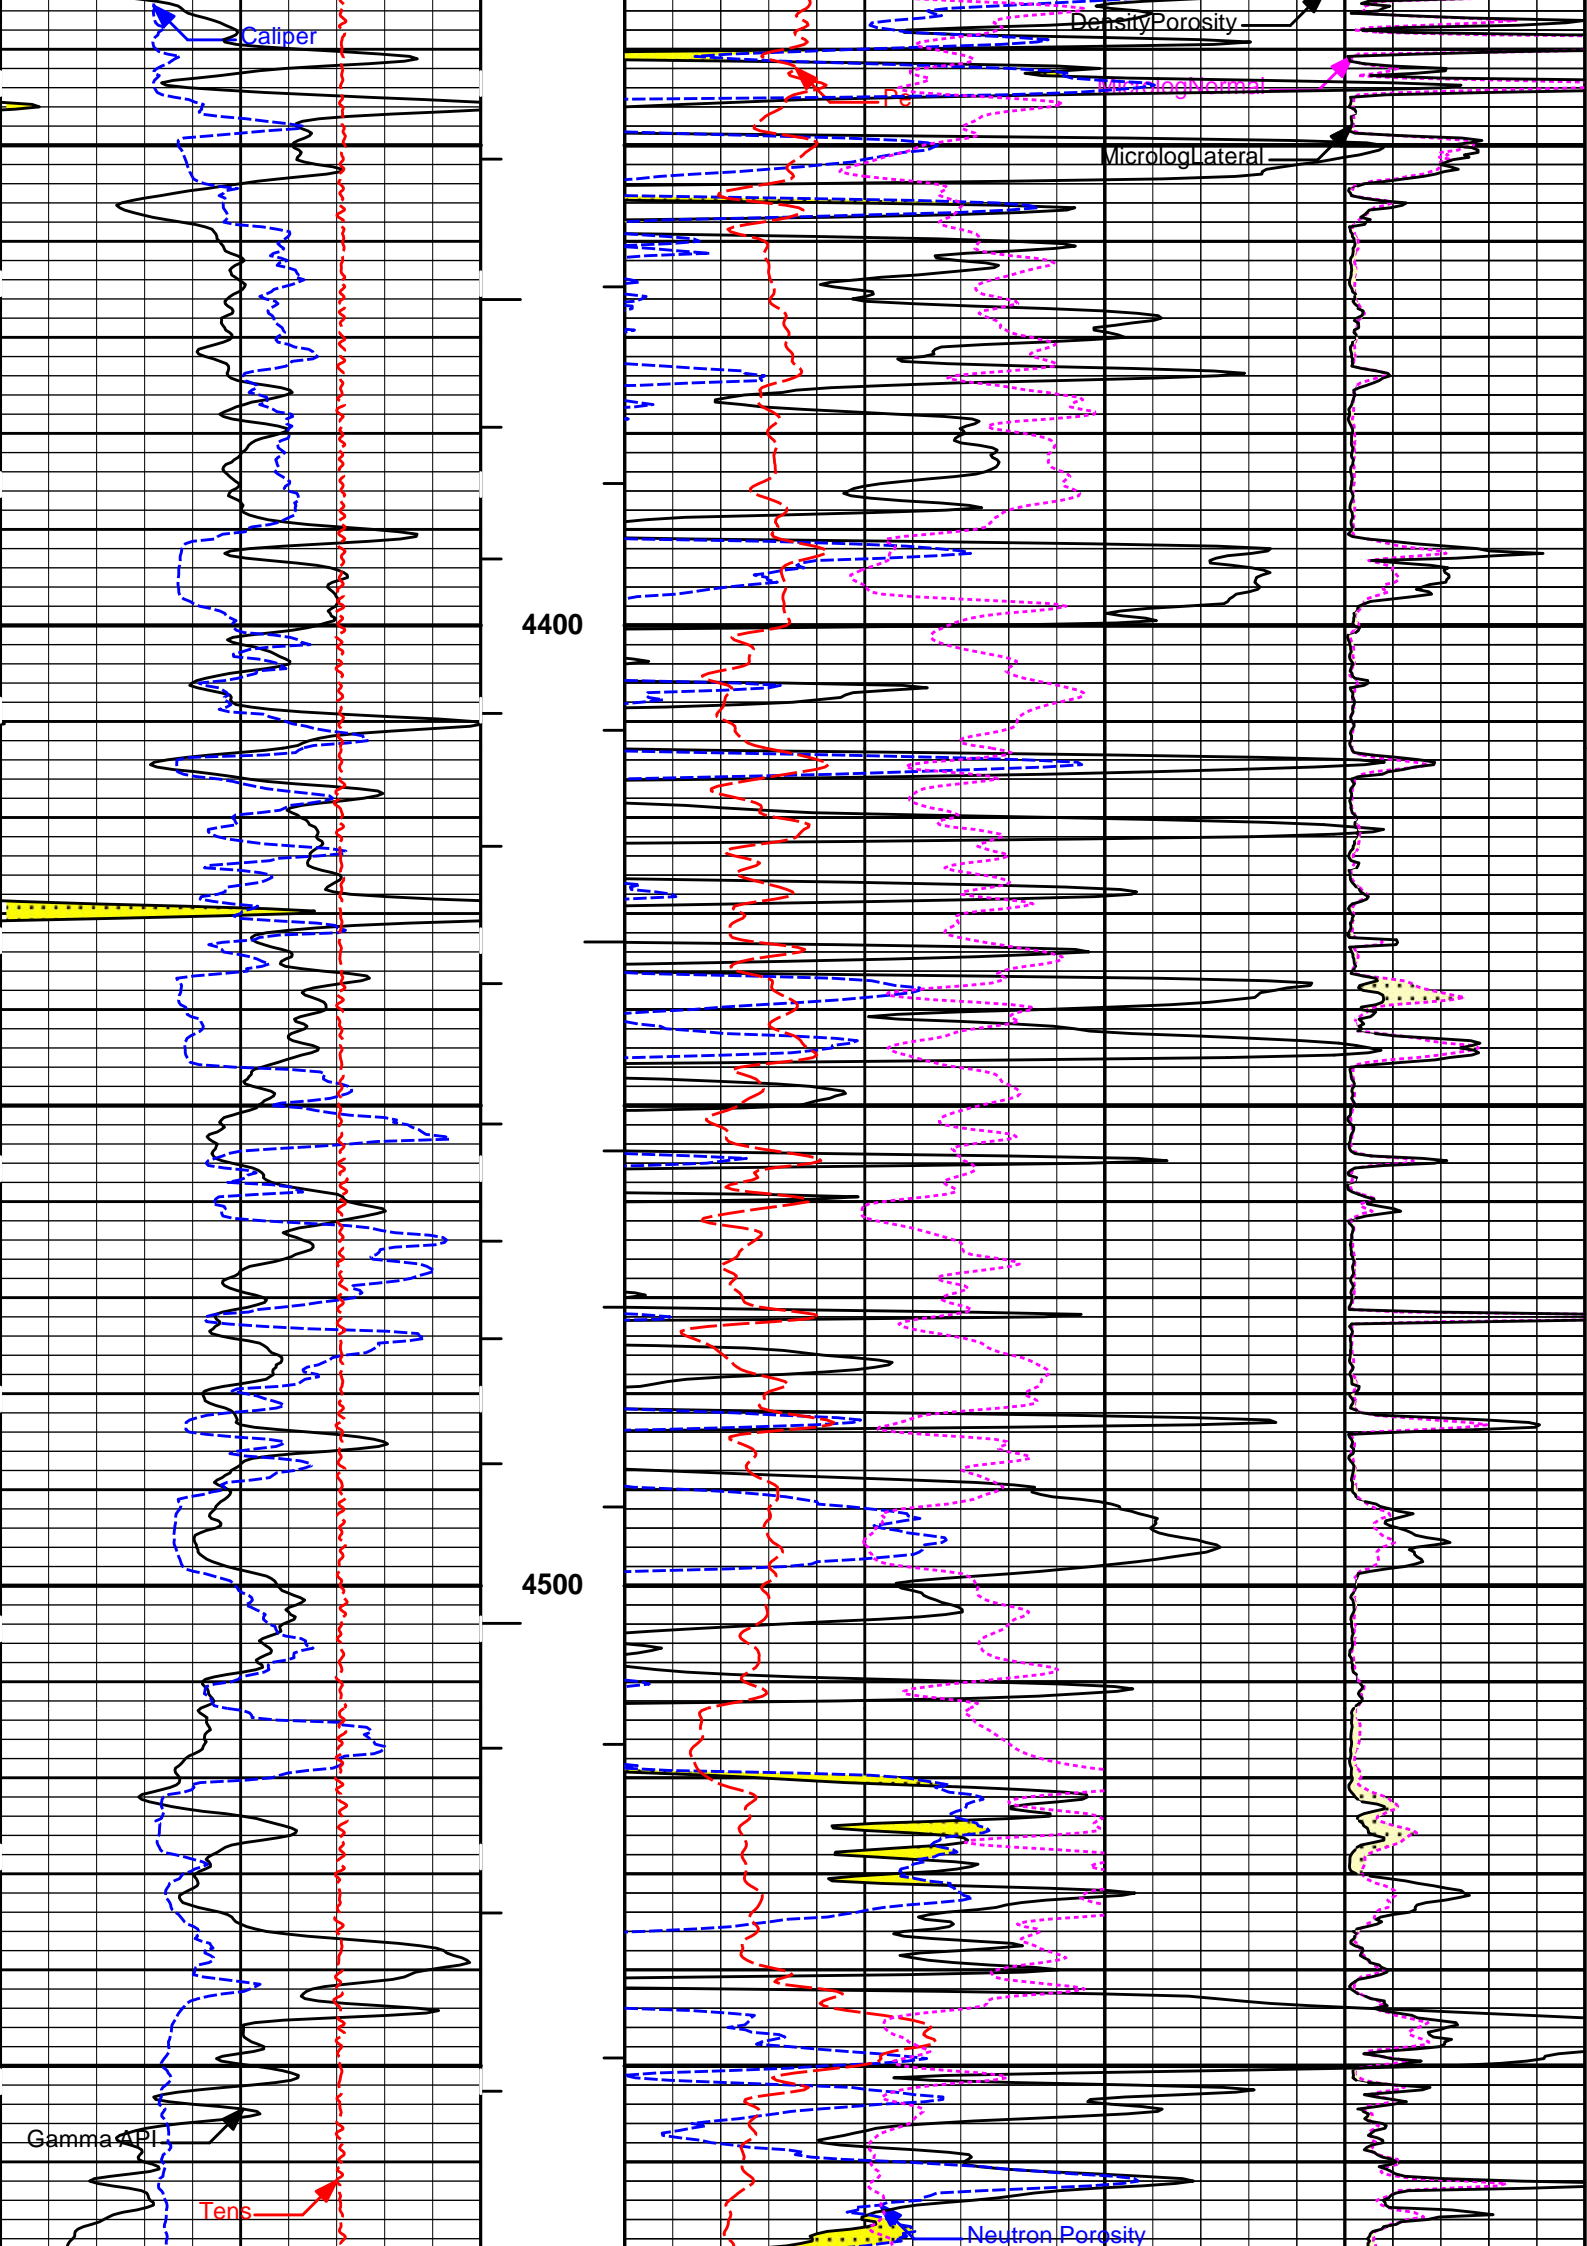 DensityPorosity
Caliper
MicrologNormal
Pe
MicrologLateral
4400
4500
Gamma API
Tens
Neutron Porosity